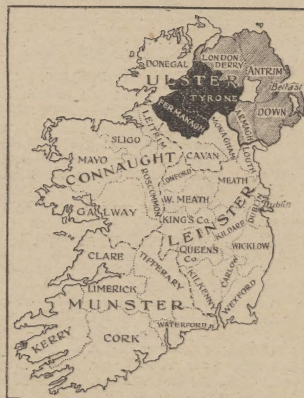 DONEGAL
LONDON
DERRY
ANTRIM
ULSTER
Belfast
TYRONE
DOWN
FERMANAGH
ARMAGH
MONAGHAN
LOUTH
LEITRIM
SLIGO
CAVAN
MAYO
CONNAUGHT
ROSCOMMON
LONGFORD
MEATH
W. MEATH
GALLWAY
KING'S Co.
DUBLIN
Dublin
LEINSTER
KILDARE
QUEEN'S
Co.
WICKLOW
CLARE
TIPPERARY
CARLOW
KILKENNY
LIMERICK
WEXFORD
MUNSTER
WATERFORD
KERRY
CORK